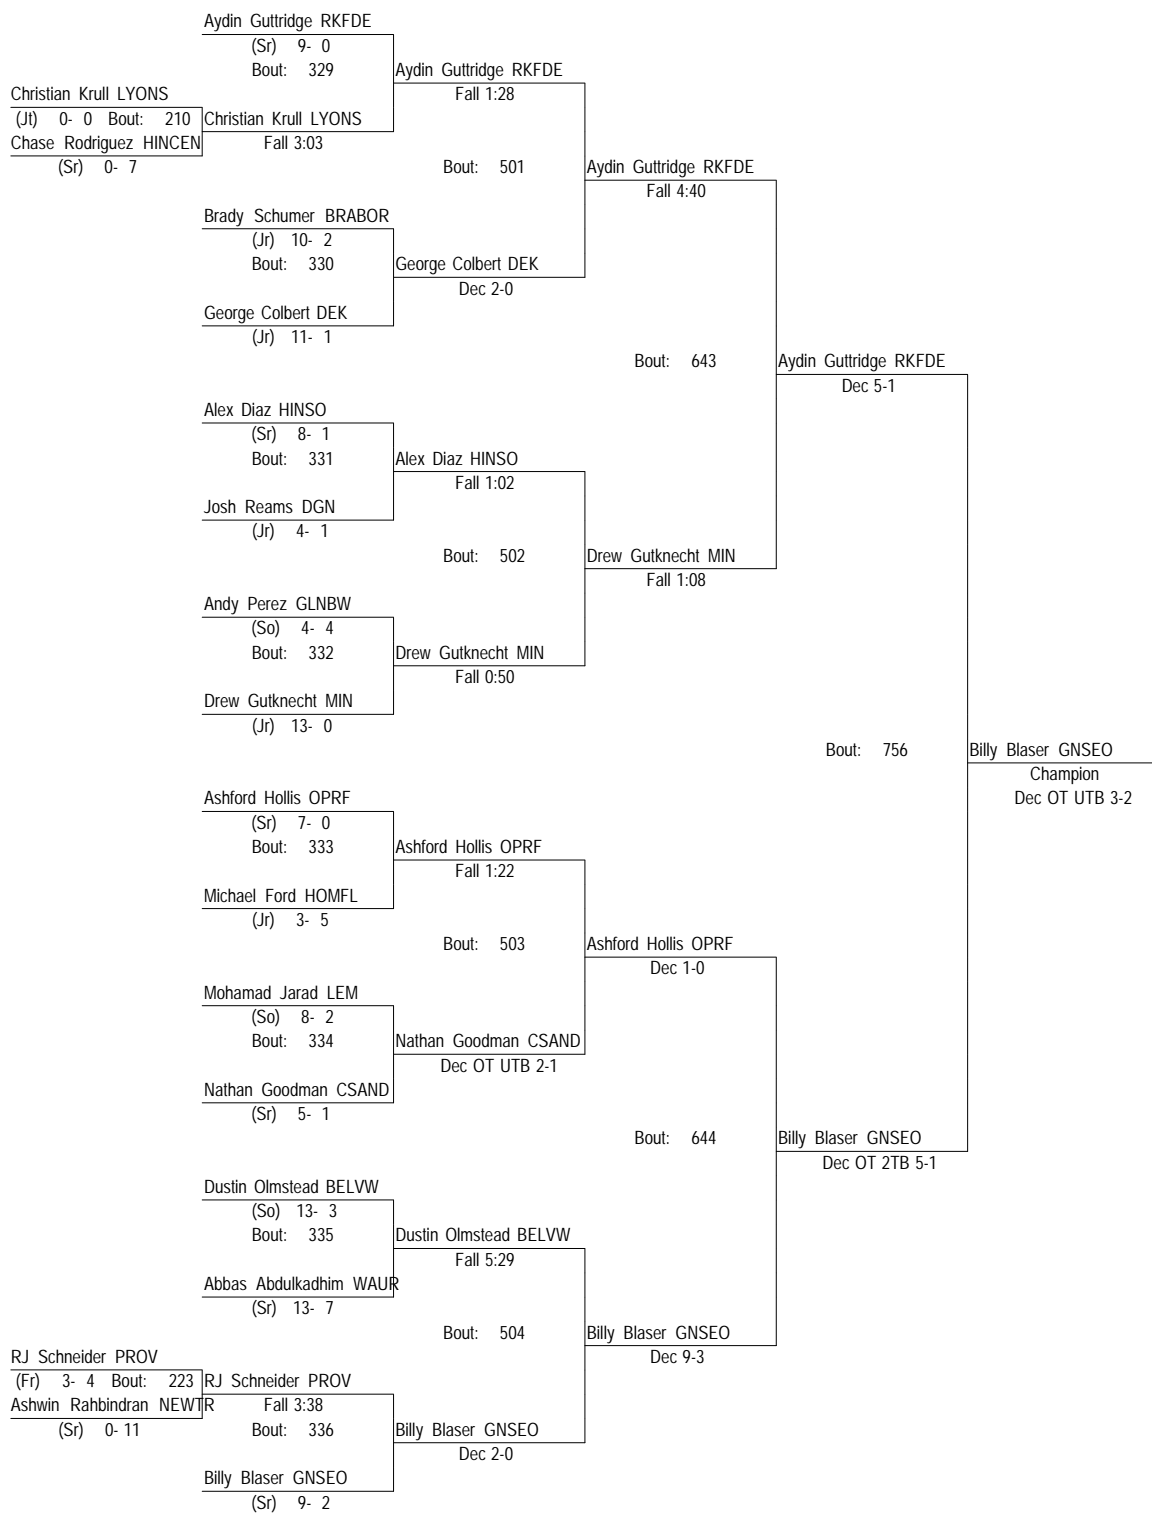 Aydin Guttridge RKFDE
(Sr) 9- 0
Bout: 329
Aydin Guttridge RKFDE
Fall 1:28
Christian Krull LYONS
(Jt) 0- 0 Bout: 210
Christian Krull LYONS
Chase Rodriguez HINCEN
Fall 3:03
(Sr) 0- 7
Bout: 501
Aydin Guttridge RKFDE
Fall 4:40
Brady Schumer BRABOR
(Jr) 10- 2
Bout: 330
George Colbert DEK
Dec 2-0
George Colbert DEK
(Jr) 11- 1
Bout: 643
Aydin Guttridge RKFDE
Dec 5-1
Alex Diaz HINSO
(Sr) 8- 1
Bout: 331
Alex Diaz HINSO
Fall 1:02
Josh Reams DGN
(Jr) 4- 1
Bout: 502
Drew Gutknecht MIN
Fall 1:08
Andy Perez GLNBW
(So) 4- 4
Bout: 332
Drew Gutknecht MIN
Fall 0:50
Drew Gutknecht MIN
(Jr) 13- 0
Bout: 756
Billy Blaser GNSEO
Champion
Dec OT UTB 3-2
Ashford Hollis OPRF
(Sr) 7- 0
Bout: 333
Ashford Hollis OPRF
Fall 1:22
Michael Ford HOMFL
(Jr) 3- 5
Bout: 503
Ashford Hollis OPRF
Dec 1-0
Mohamad Jarad LEM
(So) 8- 2
Bout: 334
Nathan Goodman CSAND
Dec OT UTB 2-1
Nathan Goodman CSAND
(Sr) 5- 1
Bout: 644
Billy Blaser GNSEO
Dec OT 2TB 5-1
Dustin Olmstead BELVW
(So) 13- 3
Bout: 335
Dustin Olmstead BELVW
Fall 5:29
Abbas Abdulkadhim WAUR
(Sr) 13- 7
Bout: 504
Billy Blaser GNSEO
Dec 9-3
RJ Schneider PROV
(Fr) 3- 4 Bout: 223
RJ Schneider PROV
Ashwin Rahbindran NEWTR
Fall 3:38
(Sr) 0- 11
Bout: 336
Billy Blaser GNSEO
Dec 2-0
Billy Blaser GNSEO
(Sr) 9- 2